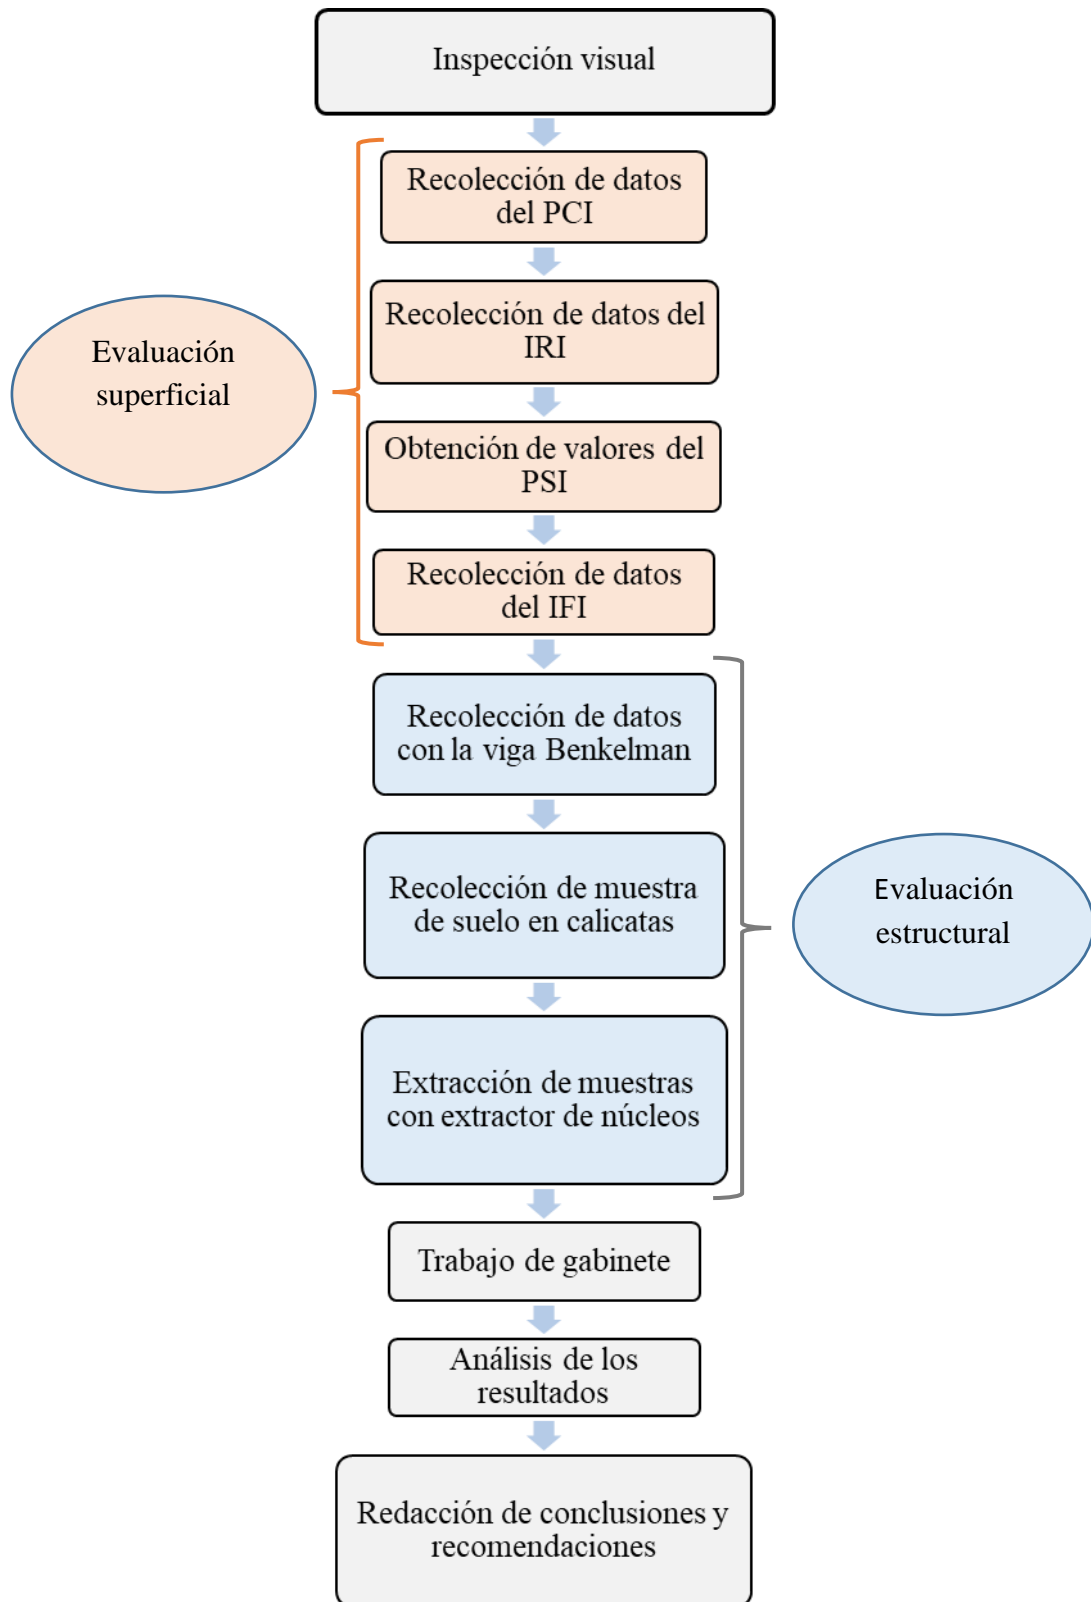 Inspección visual
Recolección de datos
del PCI
Recolección de datos del
IRI
Evaluación
superficial
Obtención de valores del
PSI
Recolección de datos
del IFI
Recolección de datos
con la viga Benkelman
Recolección de muestra
de suelo en calicatas
Evaluación
estructural
Extracción de muestras
con extractor de núcleos
Trabajo de gabinete
Análisis de los
resultados
Redacción de conclusiones y
recomendaciones